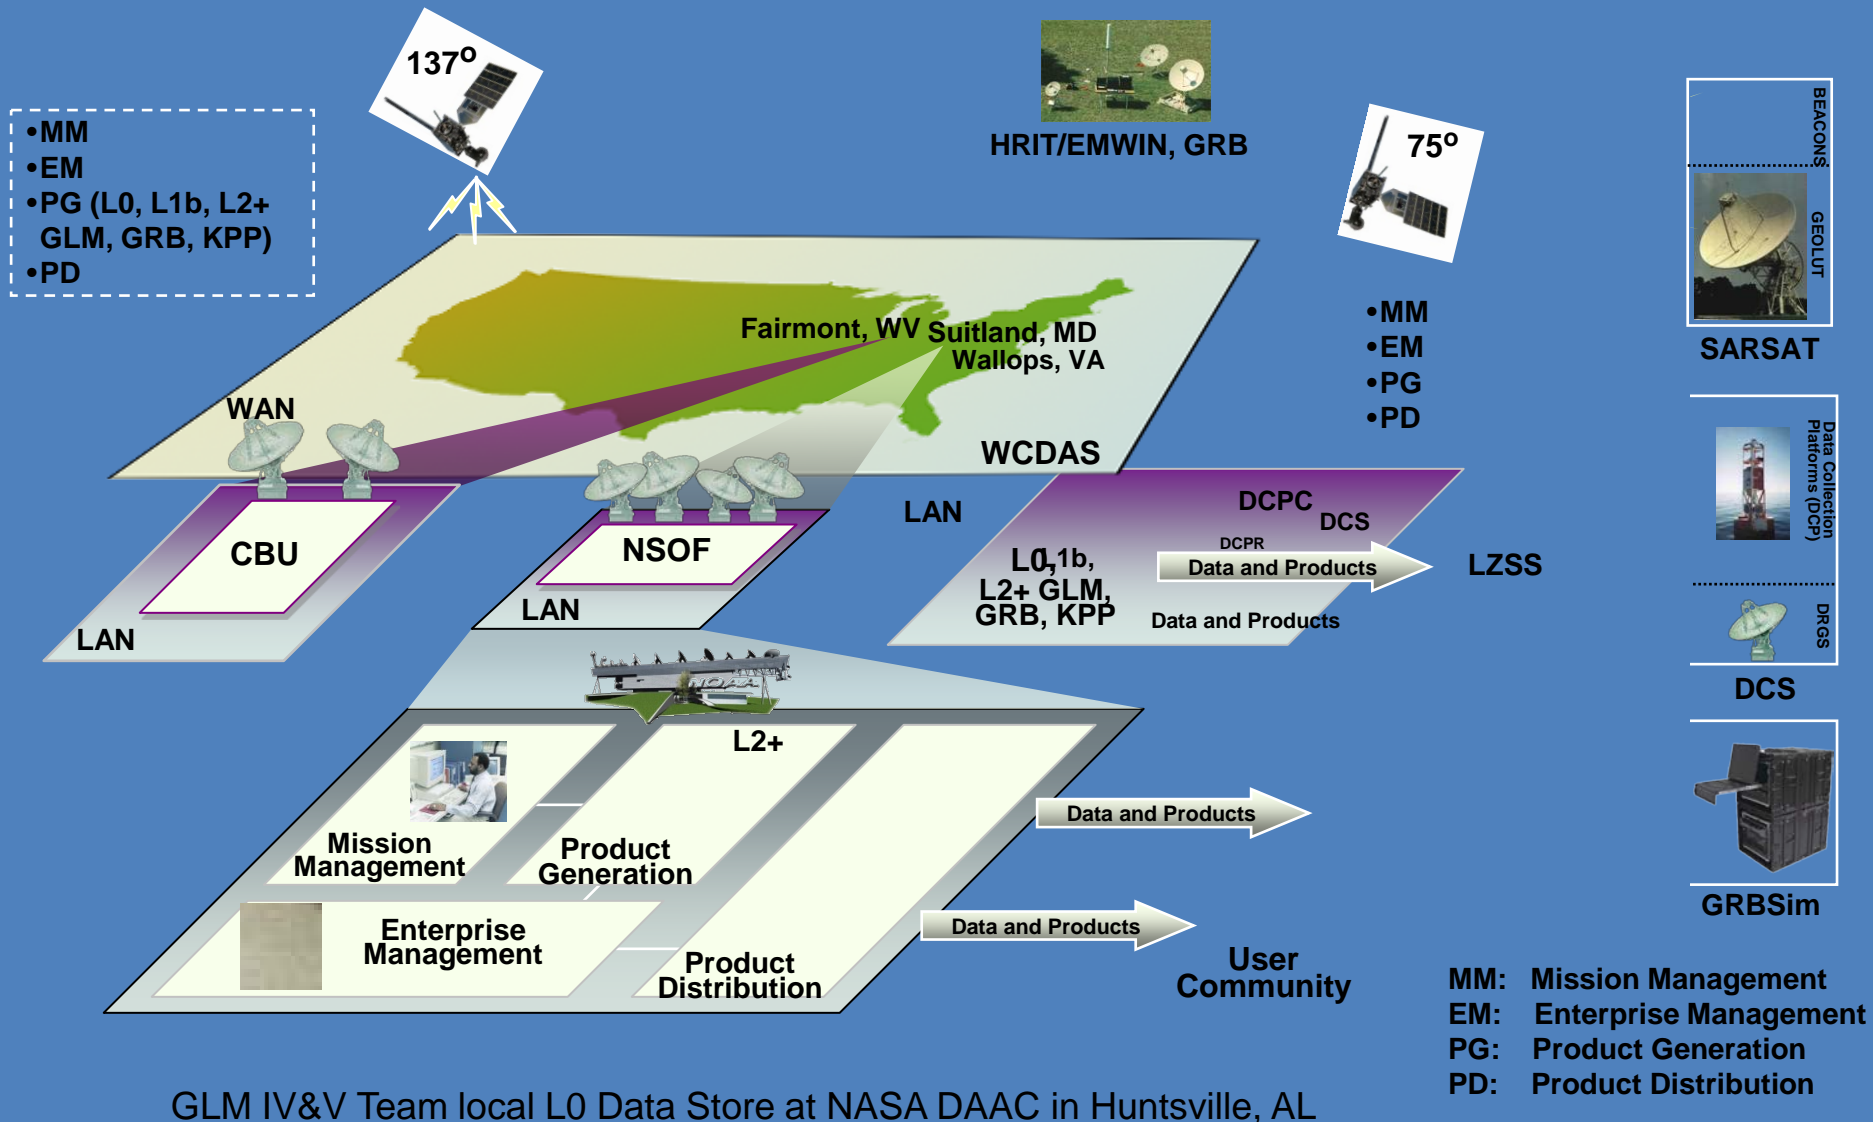 137°
•MM
•EM
•PG (L0, L1b, L2+
GLM, GRB, KPP)
•PD
HRIT/EMWIN, GRB
75°
•MM
•EM
•PG
•PD
BEACONS
GEOLUT
SARSAT
Fairmont, WV
Suitland, MD
Wallops, VA
WAN
WCDAS
CBU
LAN
NSOF
LAN
LAN
DCPC
DCS
DCPR
L0, L1b,
L2+ GLM,
GRB, KPP
Data and Products
Data and Products
LZSS
Data Collection
Platforms (DCP)
DRGS
DCS
NOAA
L2+
Mission
Management
Product
Generation
Enterprise
Management
Product
Distribution
Data and Products
Data and Products
User
Community
GRBSim
MM: Mission Management
EM: Enterprise Management
PG: Product Generation
PD: Product Distribution
GLM IV&V Team local L0 Data Store at NASA DAAC in Huntsville, AL